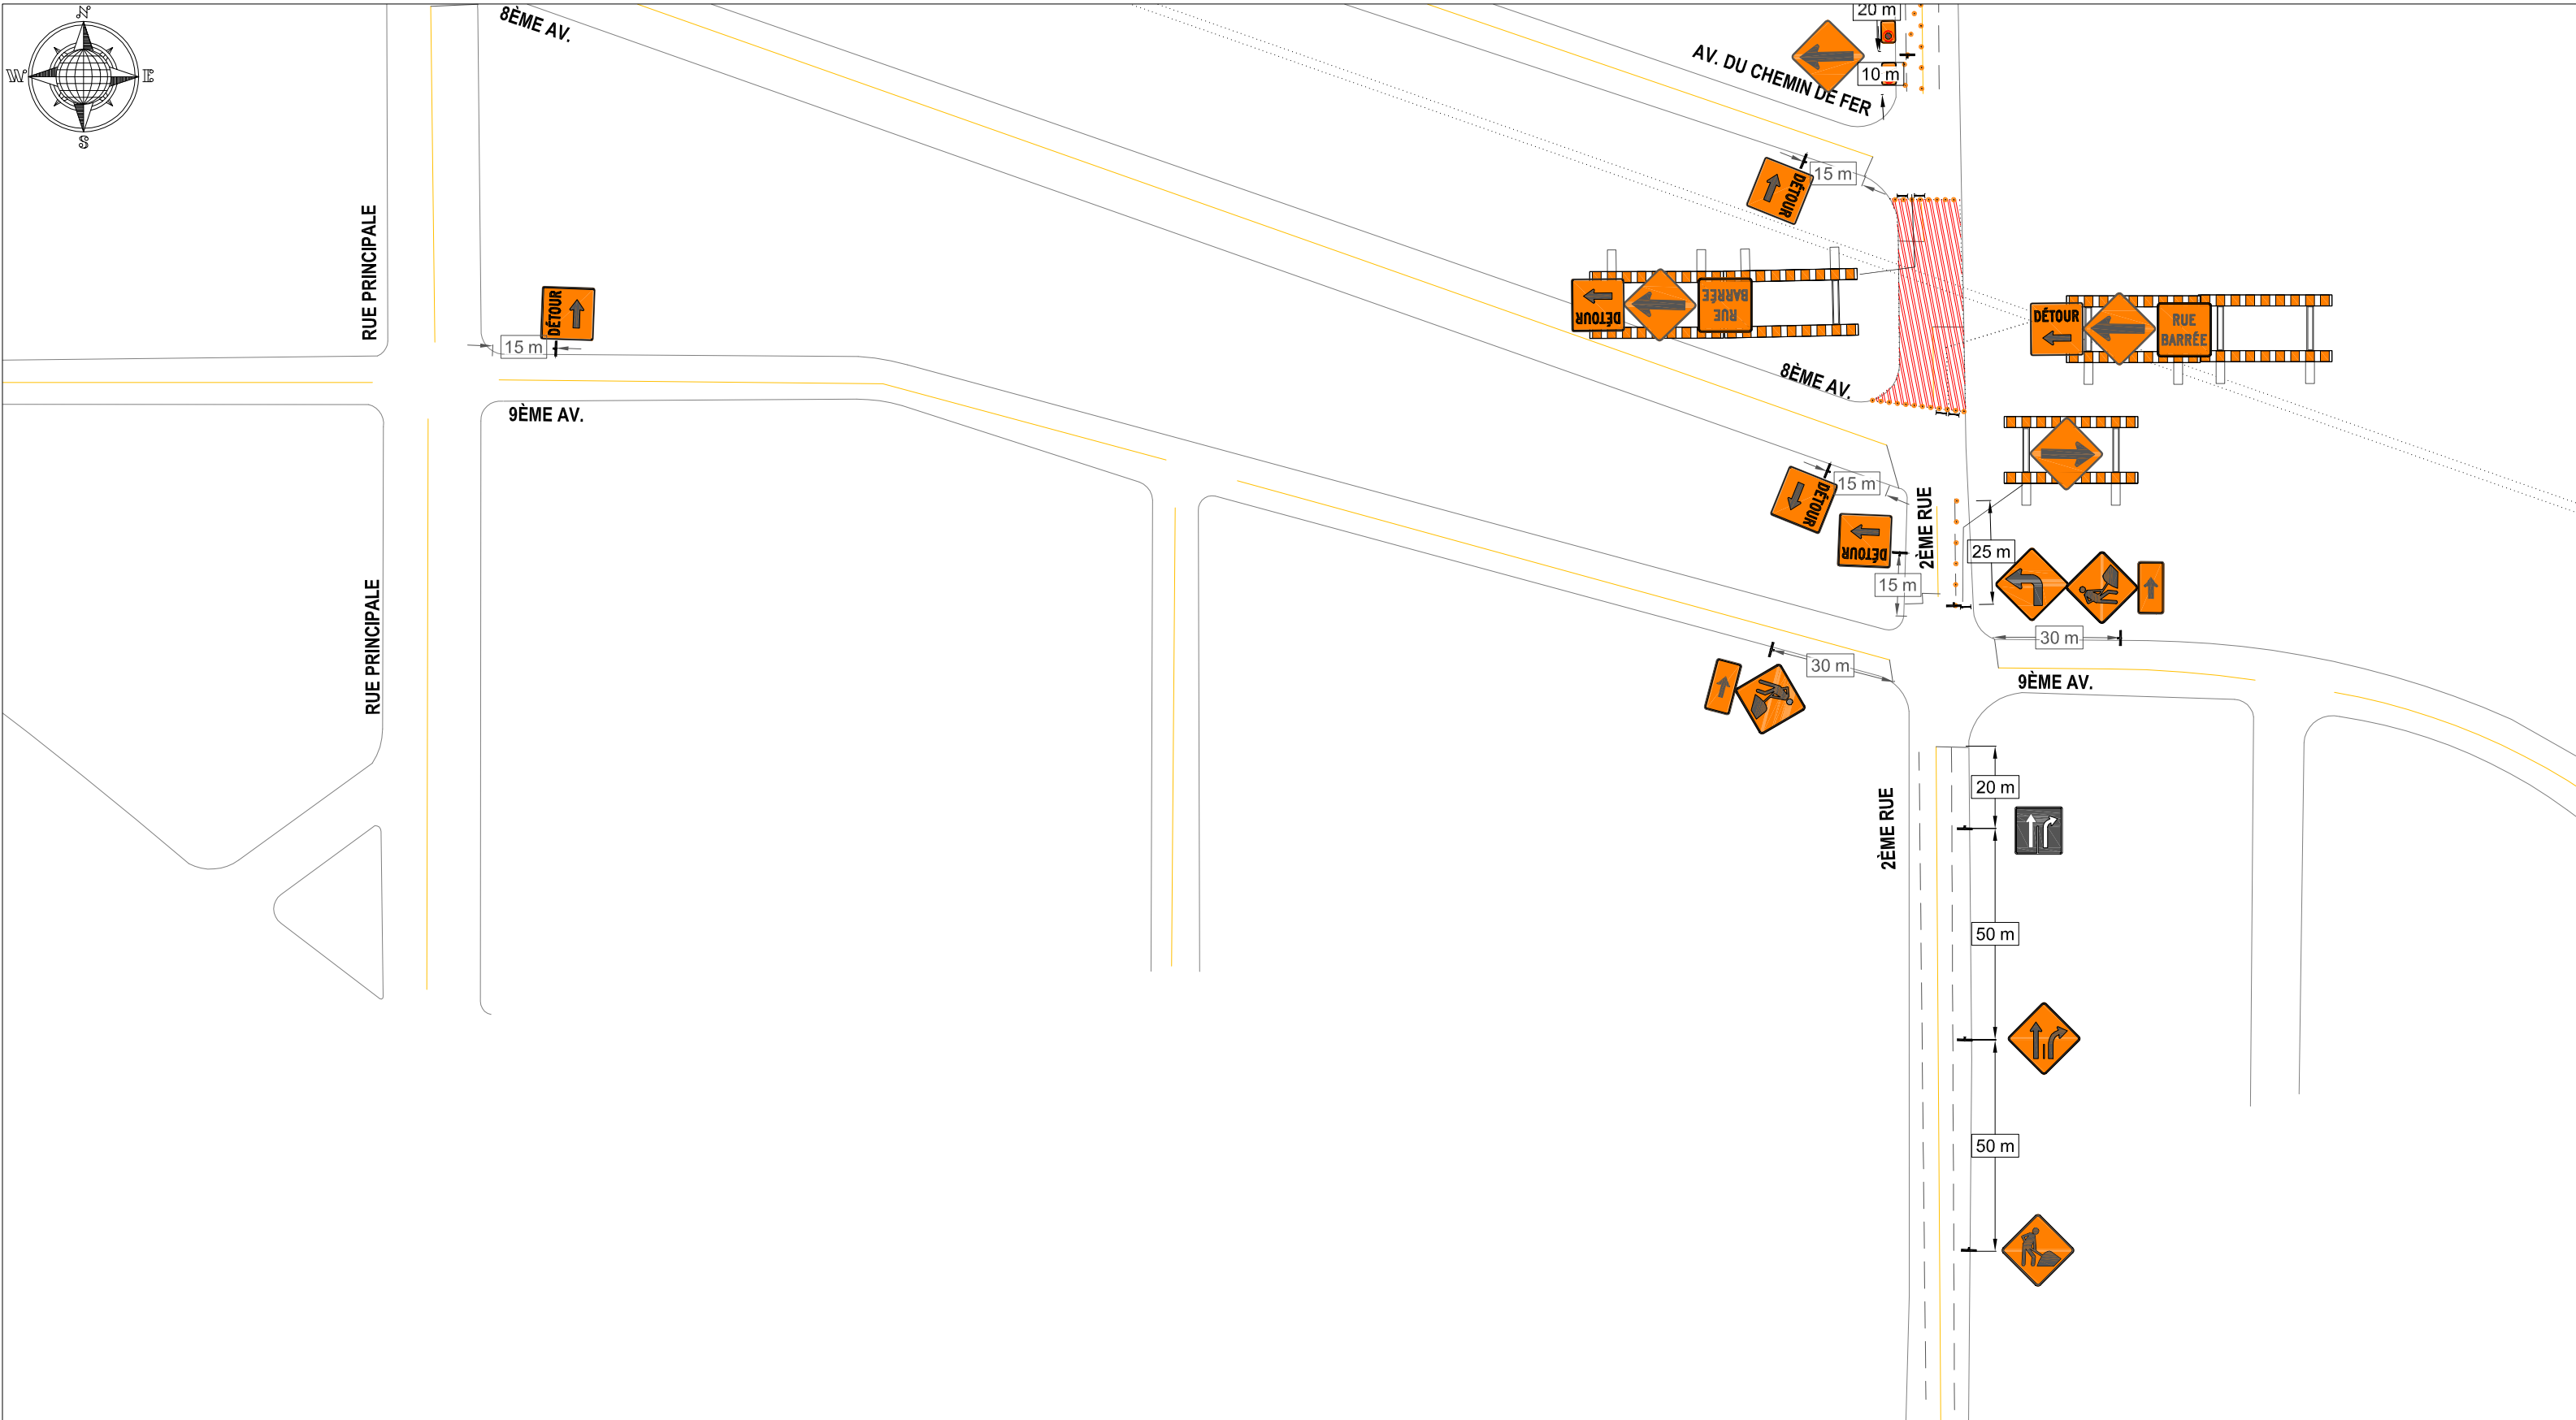 N
W
E
S
8ÈME AV.
20 m
AV. DU CHEMIN DE FER
10 m
15 m
DÉTOUR
RUE PRINCIPALE
DÉTOUR
15 m
9ÈME AV.
DÉTOUR
RUE
BARRÉE
DÉTOUR
RUE
BARRÉE
8ÈME AV.
15 m
DÉTOUR
DÉTOUR
2ÈME RUE
25 m
15 m
30 m
30 m
9ÈME AV.
RUE PRINCIPALE
20 m
2ÈME RUE
50 m
50 m